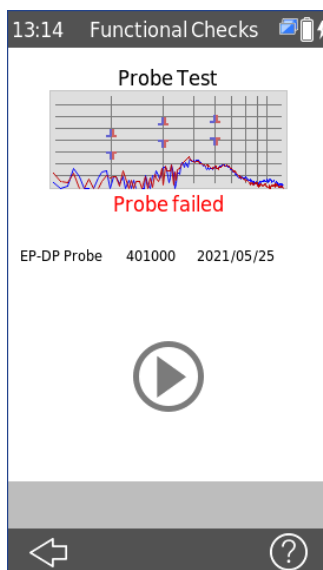 13:14 Functional Checks
Probe Test
Probe failed
EP-DP Probe 401000 2021/05/25
?